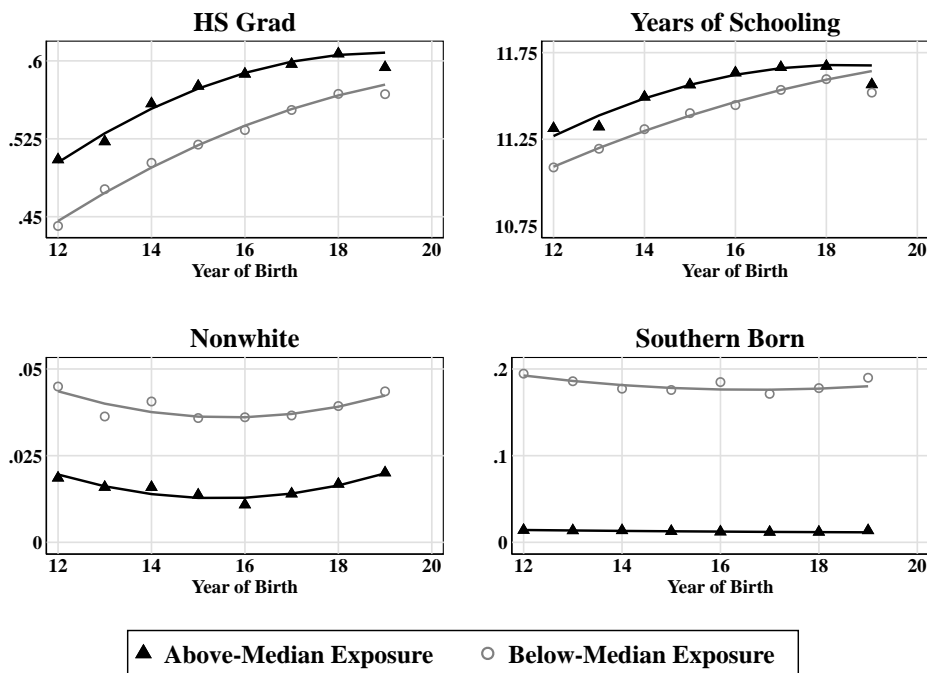 HS Grad
.6
.525
.45
12 14 16 18 20
Year of Birth
Years of Schooling
11.75
11.25
10.75
12 14 16 18 20
Year of Birth
Nonwhite
.05
.025
0
12 14 16 18 20
Year of Birth
Southern Born
.2
.1
0
12 14 16 18 20
Year of Birth
Above-Median Exposure Below-Median Exposure